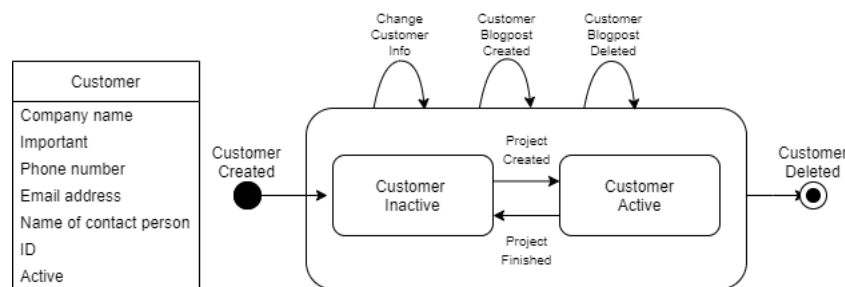 Customer
Company name
Important
Phone number
Email address
Name of contact person
ID
Active
Customer
Created
Change
Customer
Info
Customer
Blogpost
Created
Customer
Blogpost
Deleted
Customer
Inactive
Project
Created
Project
Finished
Customer
Active
Customer
Deleted